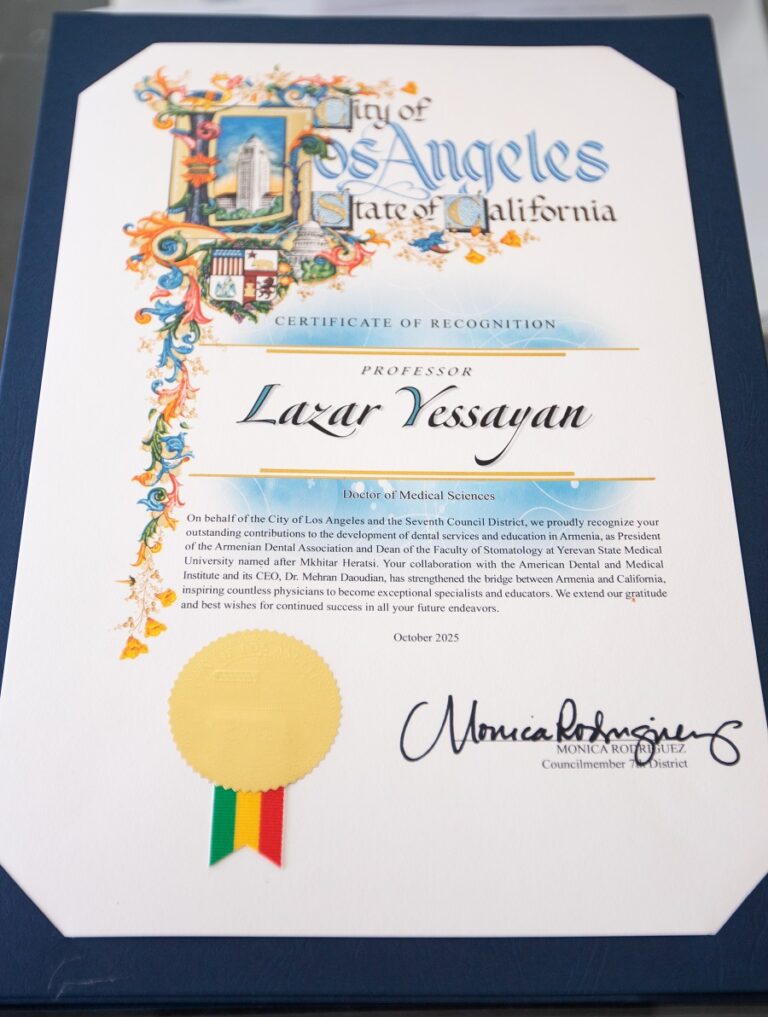 City of
Los Angeles
State of California
CERTIFICATE OF RECOGNITION
PROFESSOR
Lazar Yessayan
Doctor of Medical Sciences
On behalf of the City of Los Angeles and the Seventh Council District, we proudly recognize your
outstanding contributions to the development of dental services and education in Armenia, as President
of the Armenian Dental Association and Dean of the Faculty of Stomatology at Yerevan State Medical
University named after Mkhitar Heratsi. Your collaboration with the American Dental and Medical
Institute and its CEO, Dr. Mehran Daoudian, has strengthened the bridge between Armenia and California,
inspiring countless physicians to become exceptional specialists and educators. We extend our gratitude
and best wishes for continued success in all your future endeavors.
October 2025
Monica Rodriguez
MONICA RODRIGUEZ
Councilmember 7th District